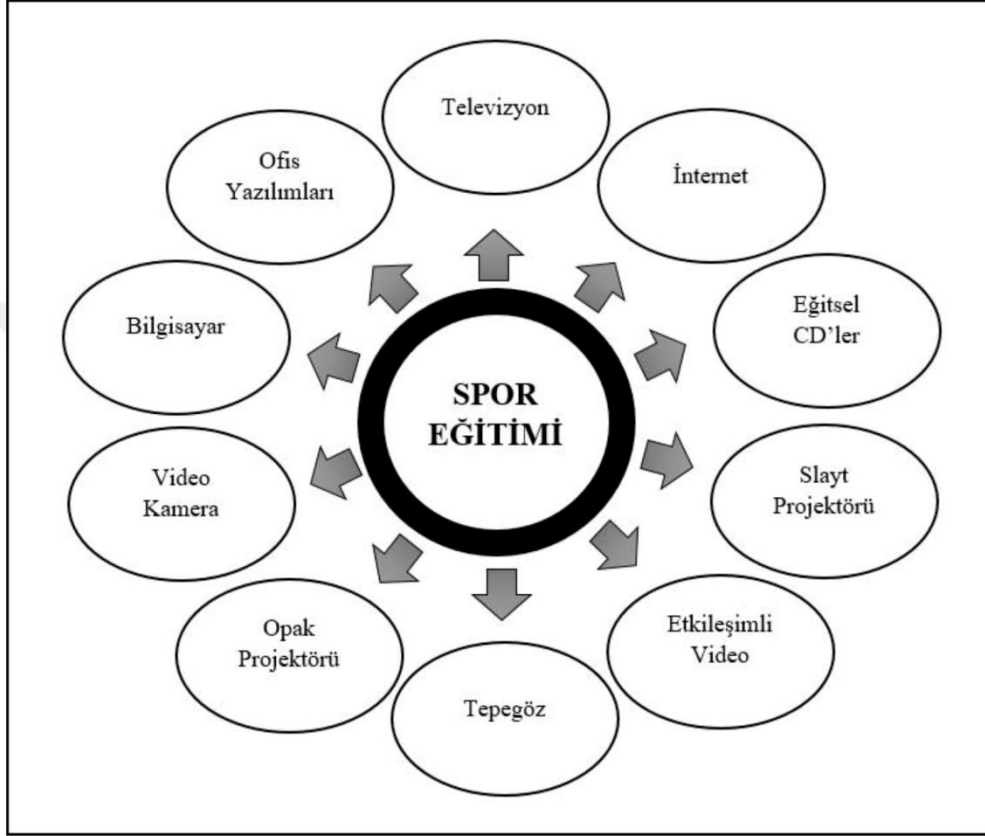 Televizyon
İnternet
Eğitsel
CD’ler
Slayt
Projektörü
Etkileşimli
Video
Tepegöz
Opak
Projektörü
Video
Kamera
Bilgisayar
Ofis
Yazılımları
SPOR
EĞİTİMİ